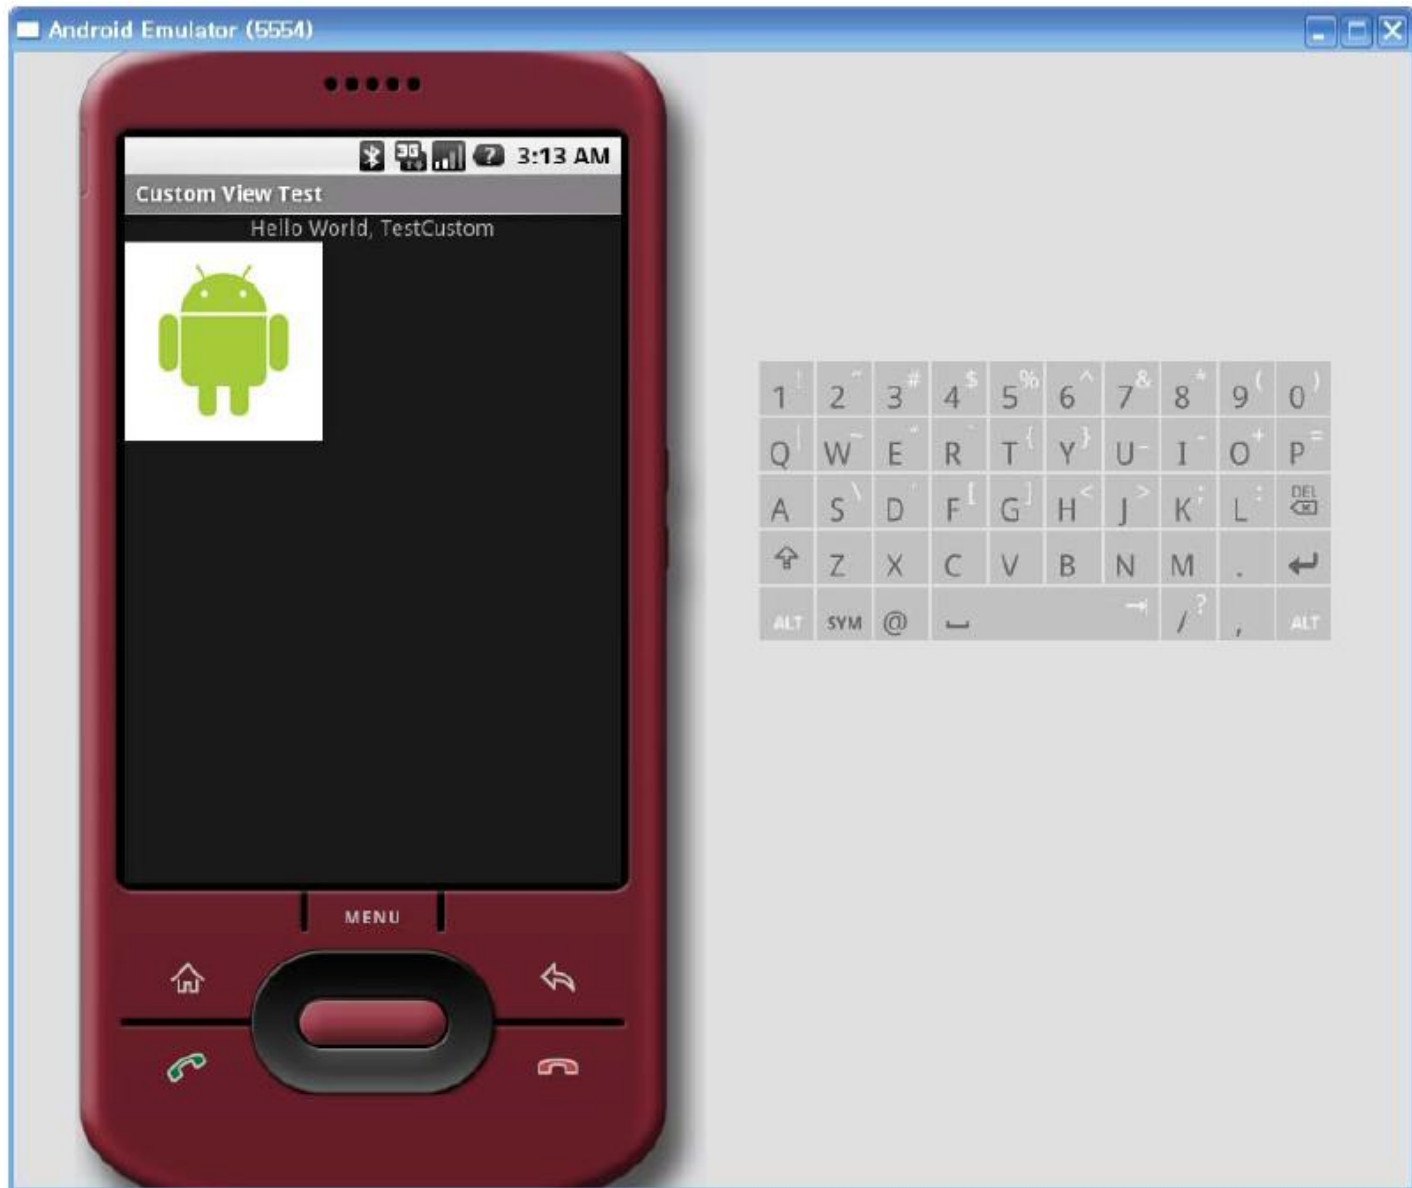 Android Emulator (5554)
3G ? 3:13 AM
Custom View Test
Hello World, TestCustom
MENU
1 ! 2 ~ 3 # 4 $ 5 % 6 ^ 7 & 8 * 9 ( 0 )
Q | W ~ E " R ` T { Y } U _ I - O + P =
A S \ D ' F [ G ] H < J > K ; L : DEL
Z X C V B N M .
ALT SYM @ / ? , ALT